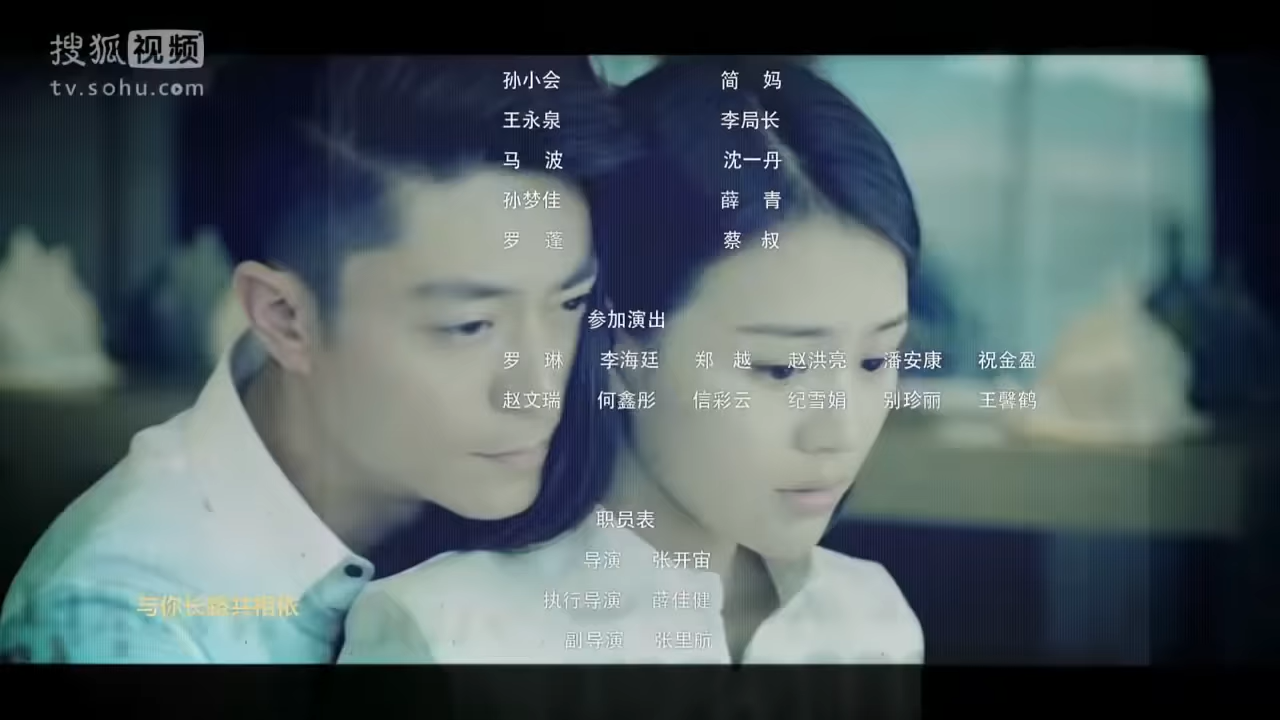 搜狐视频
tv.sohu.com
孙小会 简 妈
王永泉 李局长
马 波 沈一丹
孙梦佳 薛 青
罗 蓬 蔡 叔
参加演出
罗 琳 李海廷 郑 越 赵洪亮 潘安康 祝金盈
赵文瑞 何鑫彤 信彩云 纪雪娟 别珍丽 王馨鹤
职员表
导演 张开宙
执行导演 薛佳健
与你长路共相依
副导演 张里航